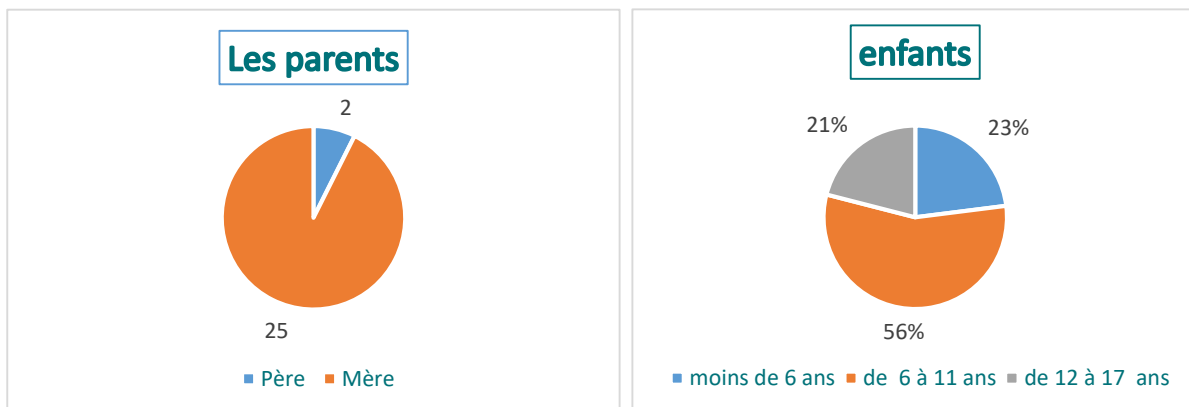 Les parents
2
25
Père Mère
enfants
21%
23%
56%
moins de 6 ans de 6 à 11 ans de 12 à 17 ans